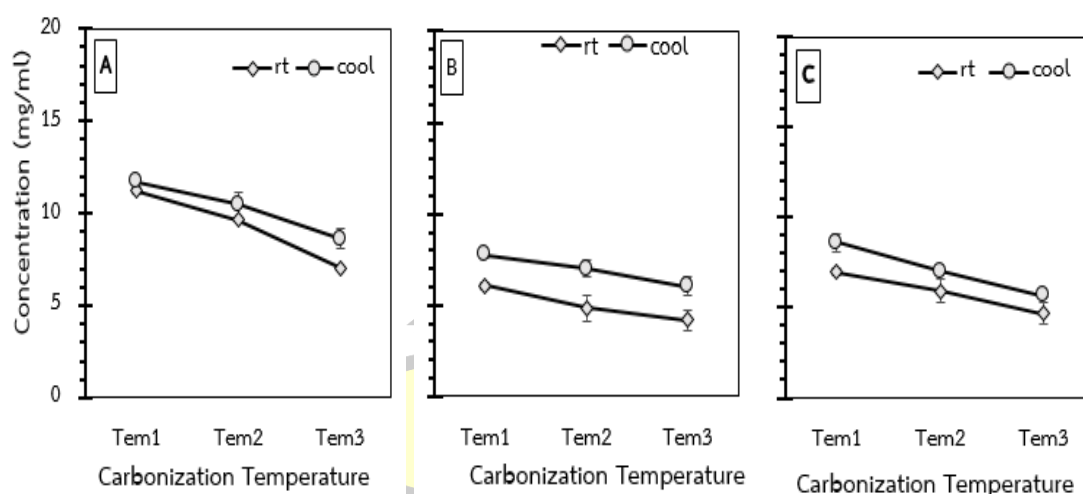 Concentration (mg/ml)
20
15
10
5
0
A
rt
cool
Tem1 Tem2 Tem3
Carbonization Temperature
B
rt
cool
Tem1 Tem2 Tem3
Carbonization Temperature
C
rt
cool
Tem1 Tem2 Tem3
Carbonization Temperature